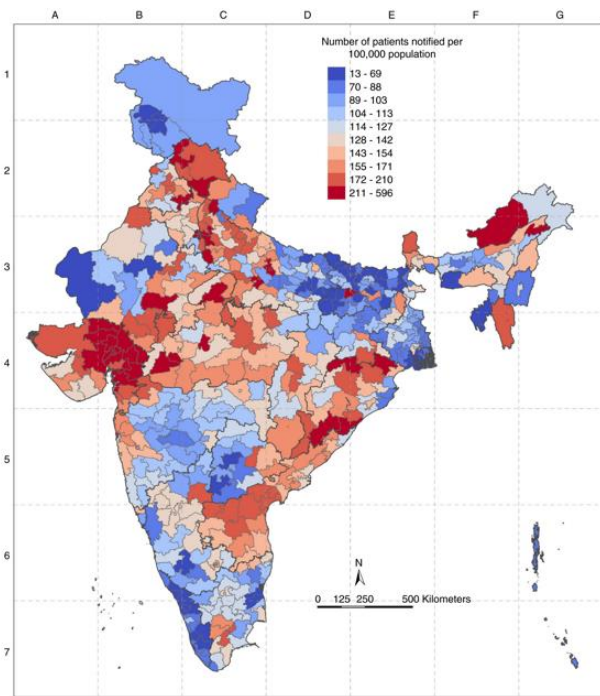 A B C D E F G
Number of patients notified per
100,000 population
1
13 - 69
70 - 88
89 - 103
104 - 113
114 - 127
128 - 142
143 - 154
155 - 171
172 - 210
211 - 596
2
3
4
5
6
N
0 125 250 500 Kilometers
7